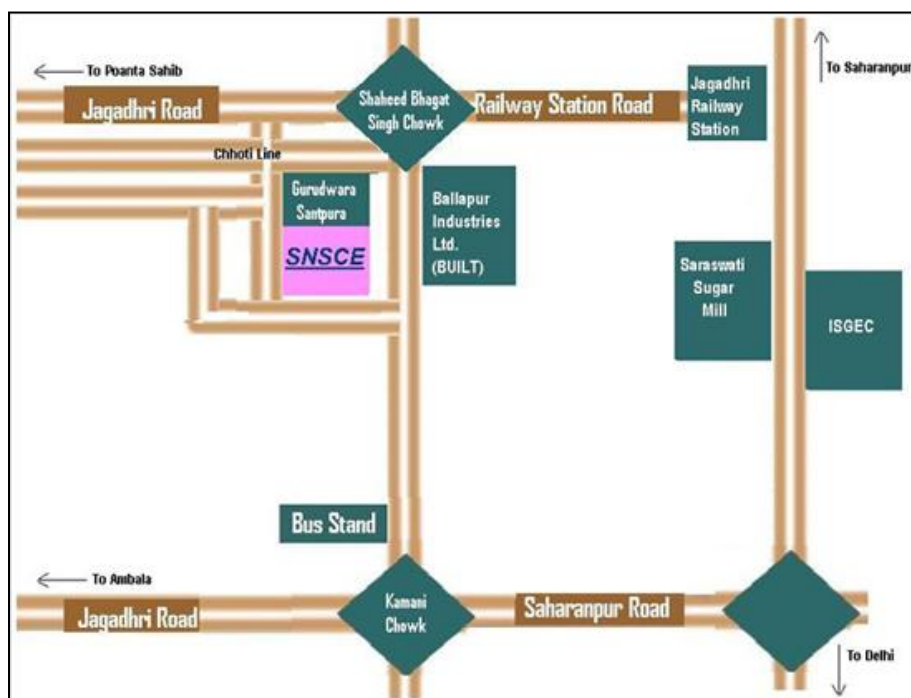 To Poanta Sahib
Jagadhri Road
Shaheed Bhagat
Singh Chowk
Railway Station Road
Jagadhri
Railway
Station
To Saharanpur
Chhoti Line
Gurudwara
Santpura
SNSCE
Ballapur
Industries
Ltd.
(BUILT)
Saraswati
Sugar
Mill
ISGEC
Bus Stand
To Ambala
Jagadhri Road
Kamani
Chowk
Saharanpur Road
To Delhi